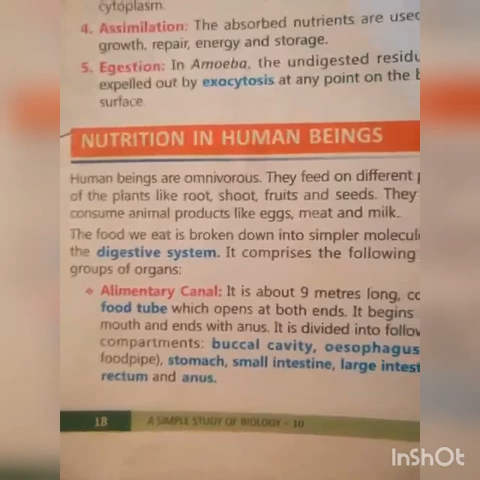 cytoplasm.
4. Assimilation: The absorbed nutrients are used
growth, repair, energy and storage.
5. Egestion: In Amoeba, the undigested
expelled out by exocytosis at any point on the
surface
NUTRITION IN HUMAN BEINGS
Human beings are omnivorous. They feed on different
of the plants like root, shoot, fruits and seeds. They
consume animal products like eggs, meat and milk.
The food we eat is broken down into simpler
the digestive system. It comprises the following
groups of organs:
Alimentary Canal: It is about 9 metres long,
food tube which opens at both ends. It begins
mouth and ends with anus. It is divided into
compartments: buccal cavity, oesophagus
foodpipe), stomach, small intestine, large
rectum and anus.
18 A SIMPLE STUDY OF BIOLOGY - 10
InShOt